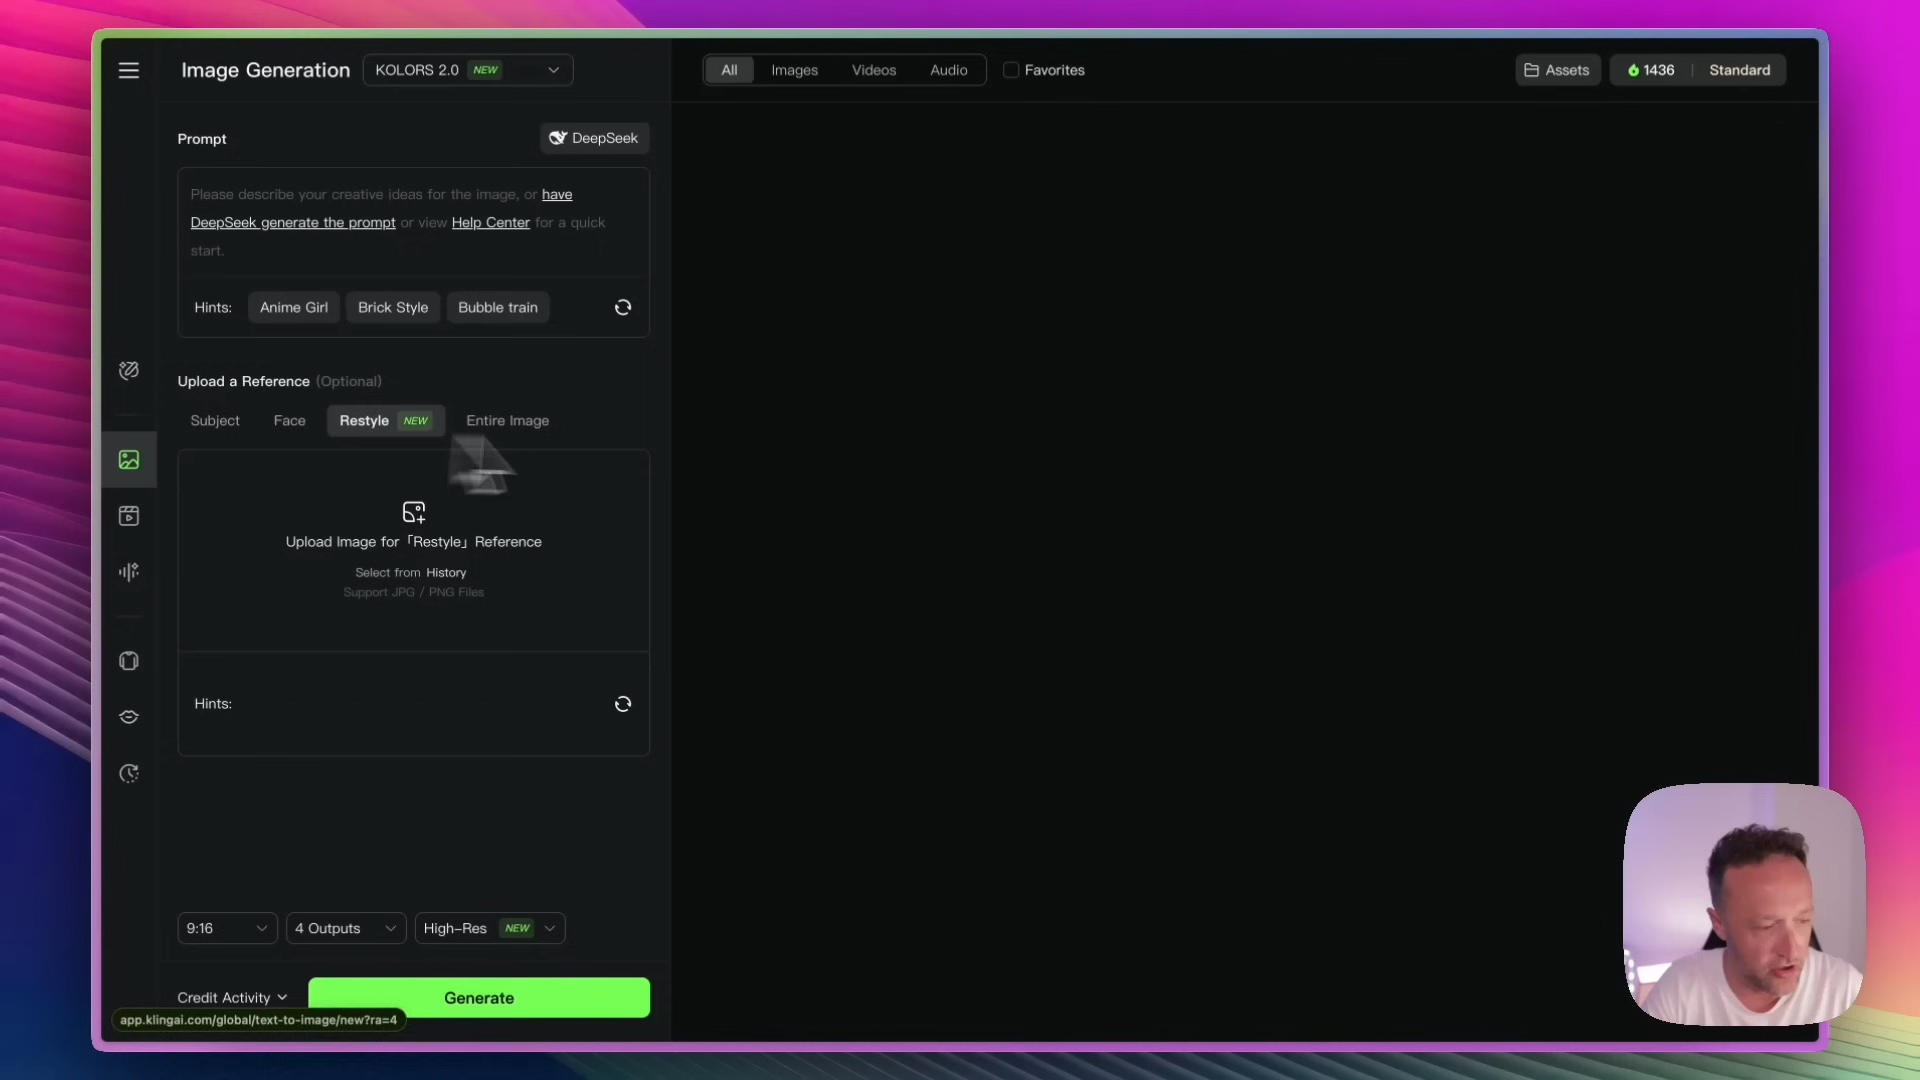 Image Generation
KOLORS 2.0 NEW
All
Images
Videos
Audio
Favorites
Assets
1436
Standard
Prompt
DeepSeek
Please describe your creative ideas for the image, or have
DeepSeek generate the prompt or view Help Center for a quick
start.
Hints:
Anime Girl
Brick Style
Bubble train
Upload a Reference (Optional)
Subject
Face
Restyle NEW
Entire Image
Upload Image for「Restyle」Reference
Select from History
Support JPG / PNG Files
Hints:
9:16
4 Outputs
High-Res NEW
Credit Activity
Generate
app.klingai.com/global/text-to-image/new?ra=4